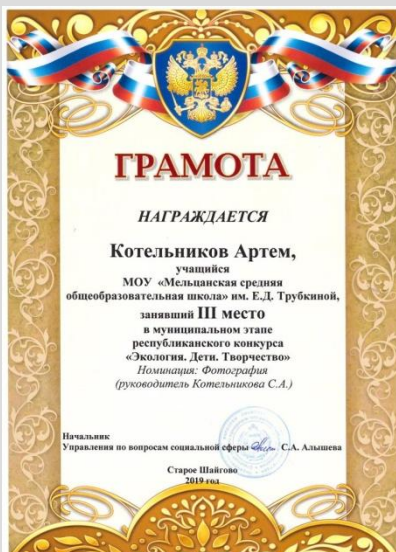 ГРАМОТА
НАГРАЖДАЕТСЯ
Котельников Артем,
учащийся
МОУ «Мельцанская средняя
общеобразовательная школа» им. Е.Д. Трубкиной,
занявший III место
в муниципальном этапе
республиканского конкурса
«Экология. Дети. Творчество»
Номинация: Фотография
(руководитель Котельникова С.А.)
Начальник
Управления по вопросам социальной сферы С.А. Алышева
Старое Шайгово
2019 год